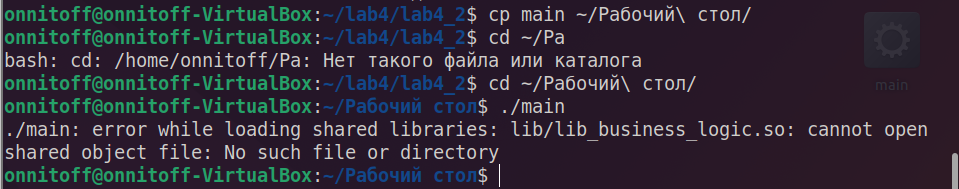 onnitoff@onnitoff-VirtualBox:~/lab4/lab4_2$ cp main ~/Рабочий\ стол/
onnitoff@onnitoff-VirtualBox:~/lab4/lab4_2$ cd ~/Ра
bash: cd: /home/onnitoff/Ра: Нет такого файла или каталога
onnitoff@onnitoff-VirtualBox:~/lab4/lab4_2$ cd ~/Рабочий\ стол/
onnitoff@onnitoff-VirtualBox:~/Рабочий стол$ ./main
./main: error while loading shared libraries: lib/lib_business_logic.so: cannot open
shared object file: No such file or directory
onnitoff@onnitoff-VirtualBox:~/Рабочий стол$
main